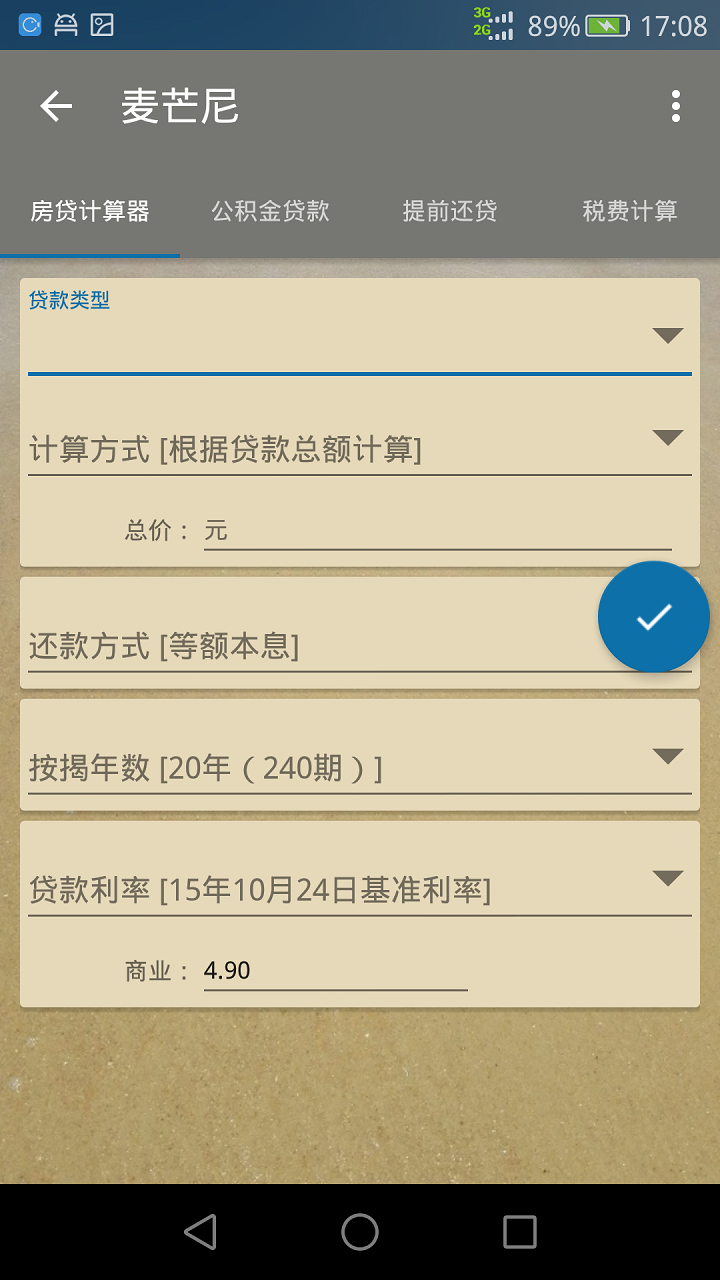 3G
2G
89%
17:08
麦芒尼
房贷计算器
公积金贷款
提前还贷
税费计算
贷款类型
计算方式 [根据贷款总额计算]
总价： 元
还款方式 [等额本息]
按揭年数 [20年（240期）]
贷款利率 [15年10月24日基准利率]
商业： 4.90